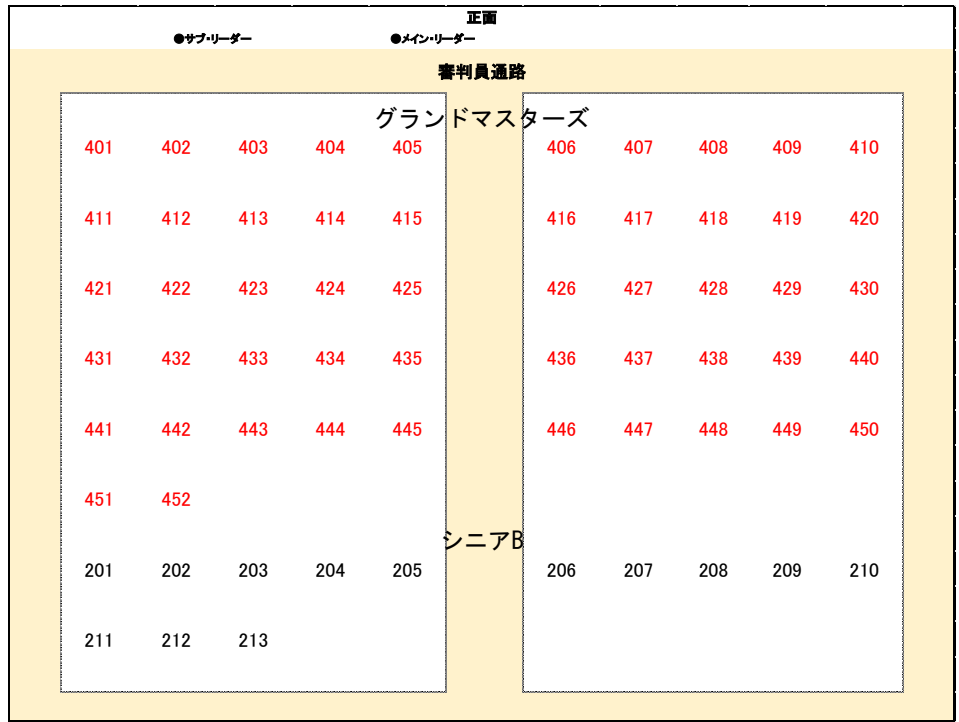 正面
●サブ・リーダー ●メイン・リーダー
審判員通路
グランドマスターズ
401 402 403 404 405 406 407 408 409 410
411 412 413 414 415 416 417 418 419 420
421 422 423 424 425 426 427 428 429 430
431 432 433 434 435 436 437 438 439 440
441 442 443 444 445 446 447 448 449 450
451 452
シニアB
201 202 203 204 205 206 207 208 209 210
211 212 213